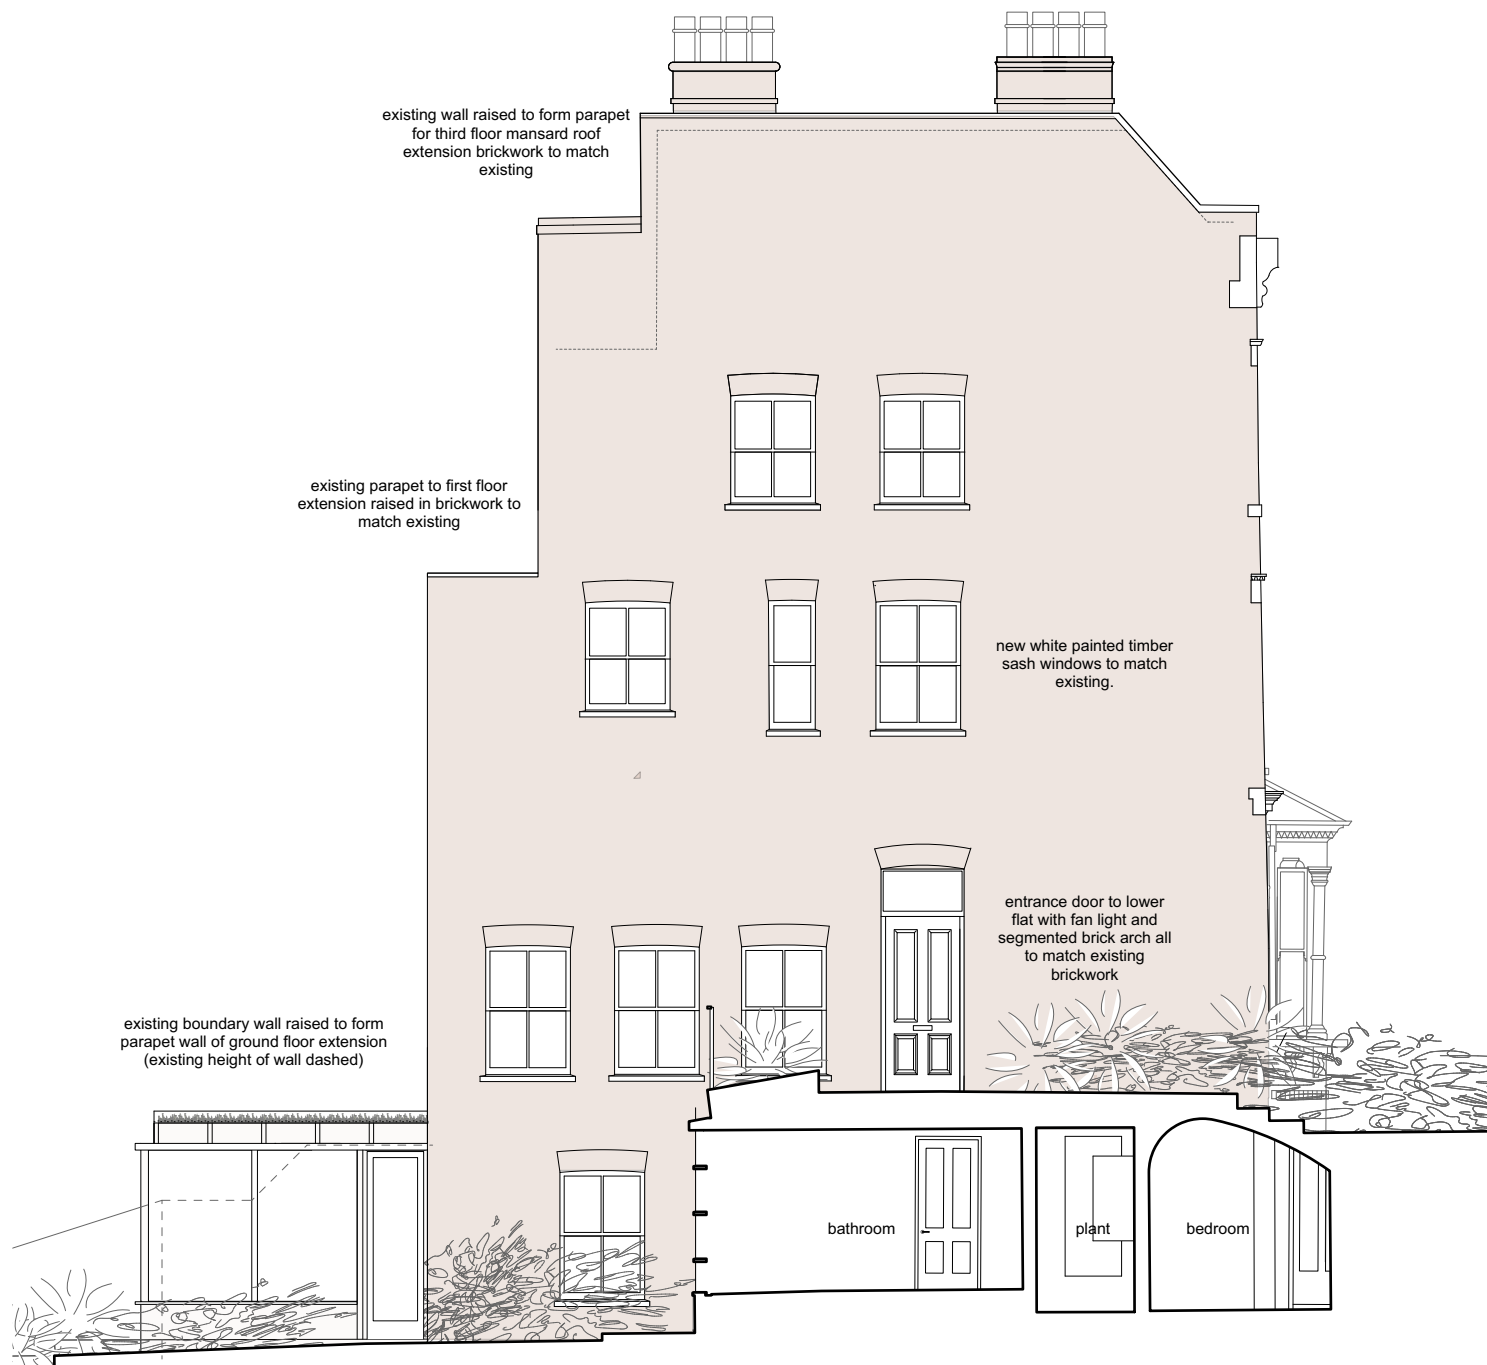 existing wall raised to form parapet
for third floor mansard roof
extension brickwork to match
existing
existing parapet to first floor
extension raised in brickwork to
match existing
new white painted timber
sash windows to match
existing.
entrance door to lower
flat with fan light and
segmented brick arch all
to match existing
brickwork
existing boundary wall raised to form
parapet wall of ground floor extension
(existing height of wall dashed)
bathroom
plant
bedroom